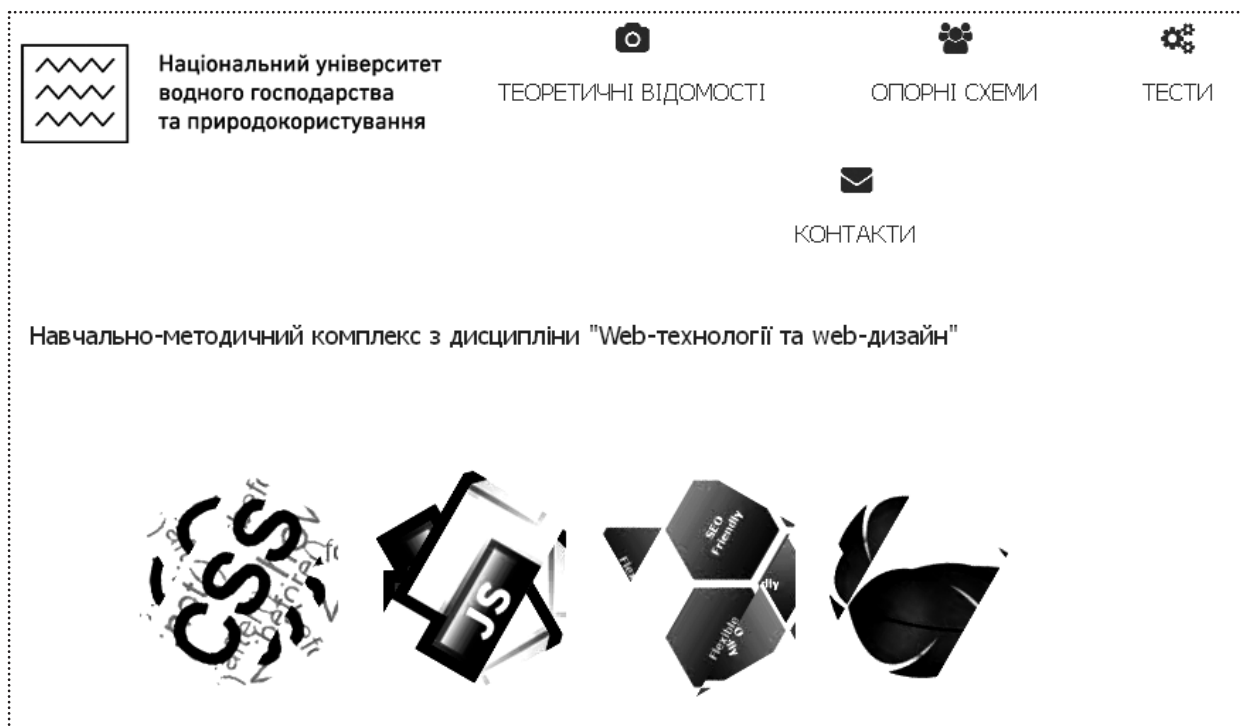 Національний університет
водного господарства
та природокористування
ТЕОРЕТИЧНІ ВІДОМОСТІ
ОПОРНІ СХЕМИ
ТЕСТИ
КОНТАКТИ
Навчально-методичний комплекс з дисципліни "Web-технології та web-дизайн"
CSS
JS
SEO
Friendly
Flexible